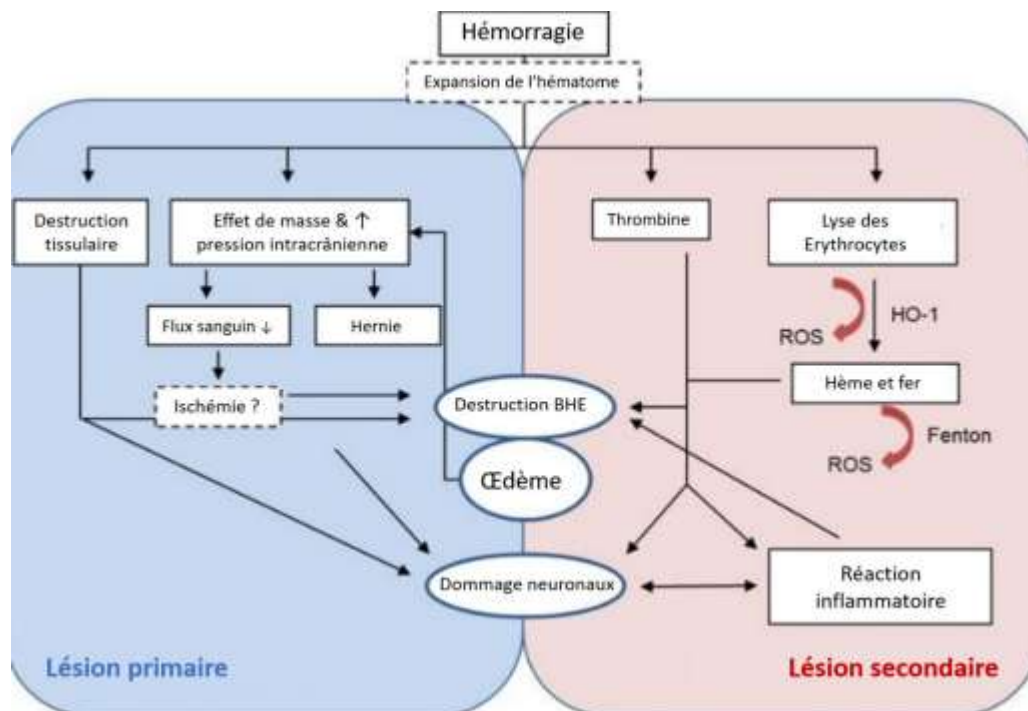 Hémorragie
Expansion de l'hématome
Destruction
tissulaire
Effet de masse & ↑
pression intracrânienne
Thrombine
Lyse des
Erythrocytes
Flux sanguin ↓
Hernie
ROS
HO-1
Ischémie ?
Destruction BHE
Hème et fer
Fenton
ROS
Œdème
Dommage neuronaux
Réaction
inflammatoire
Lésion primaire
Lésion secondaire